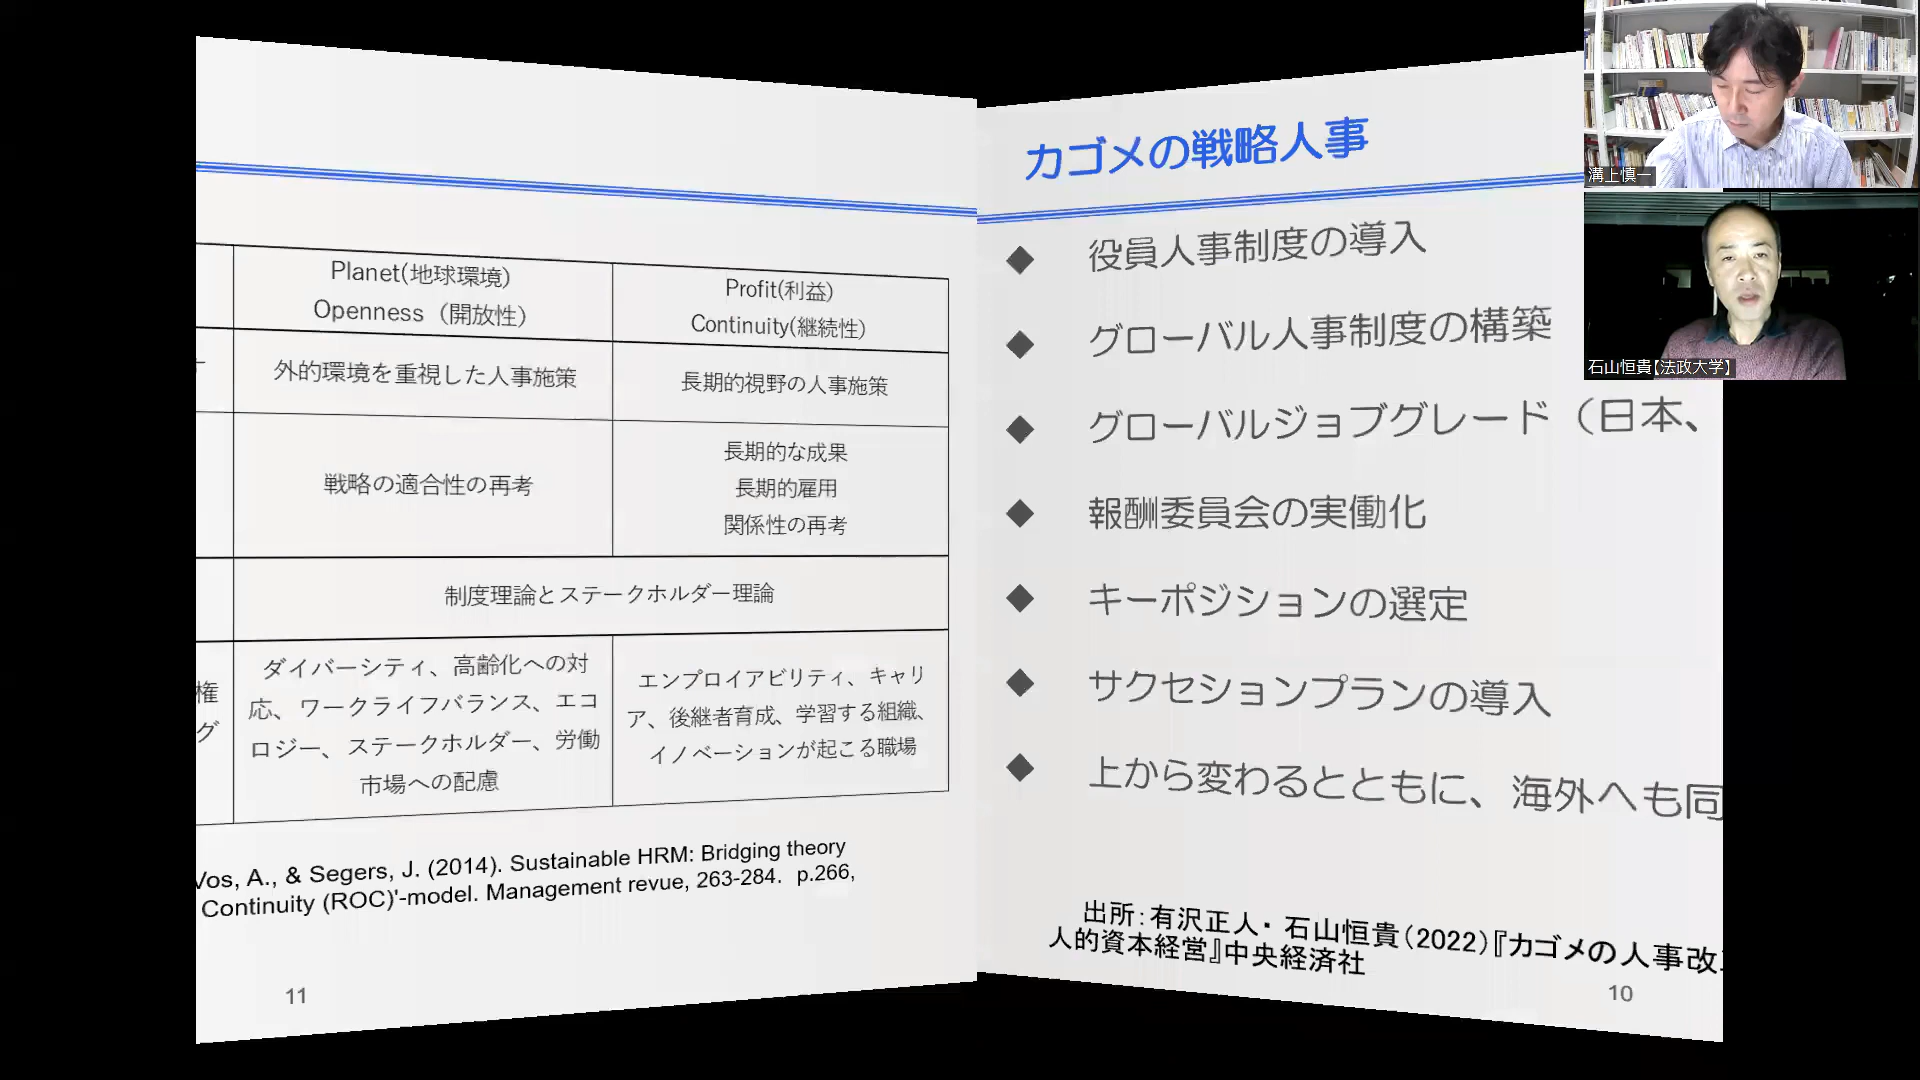 Planet(地球環境)
Openness（開放性）
Profit(利益)
Continuity(継続性)
外的環境を重視した人事施策
長期的視野の人事施策
戦略の適合性の再考
長期的な成果
長期的雇用
関係性の再考
制度理論とステークホルダー理論
権
グ
ダイバーシティ、高齢化への対
応、ワークライフバランス、エコ
ロジー、ステークホルダー、労働
市場への配慮
エンプロイアビリティ、キャリ
ア、後継者育成、学習する組織、
イノベーションが起こる職場
Vos, A., & Segers, J. (2014). Sustainable HRM: Bridging theory
Continuity (ROC)'-model. Management revue, 263-284. p.266,
11
カゴメの戦略人事
◆ 役員人事制度の導入
◆ グローバル人事制度の構築
◆ グローバルジョブグレード（日本、
◆ 報酬委員会の実働化
◆ キーポジションの選定
◆ サクセションプランの導入
◆ 上から変わるとともに、海外へも同
出所：有沢正人・石山恒貴（2022）『カゴメの人事改
人的資本経営』中央経済社
10
溝上慎一
石山恒貴【法政大学】